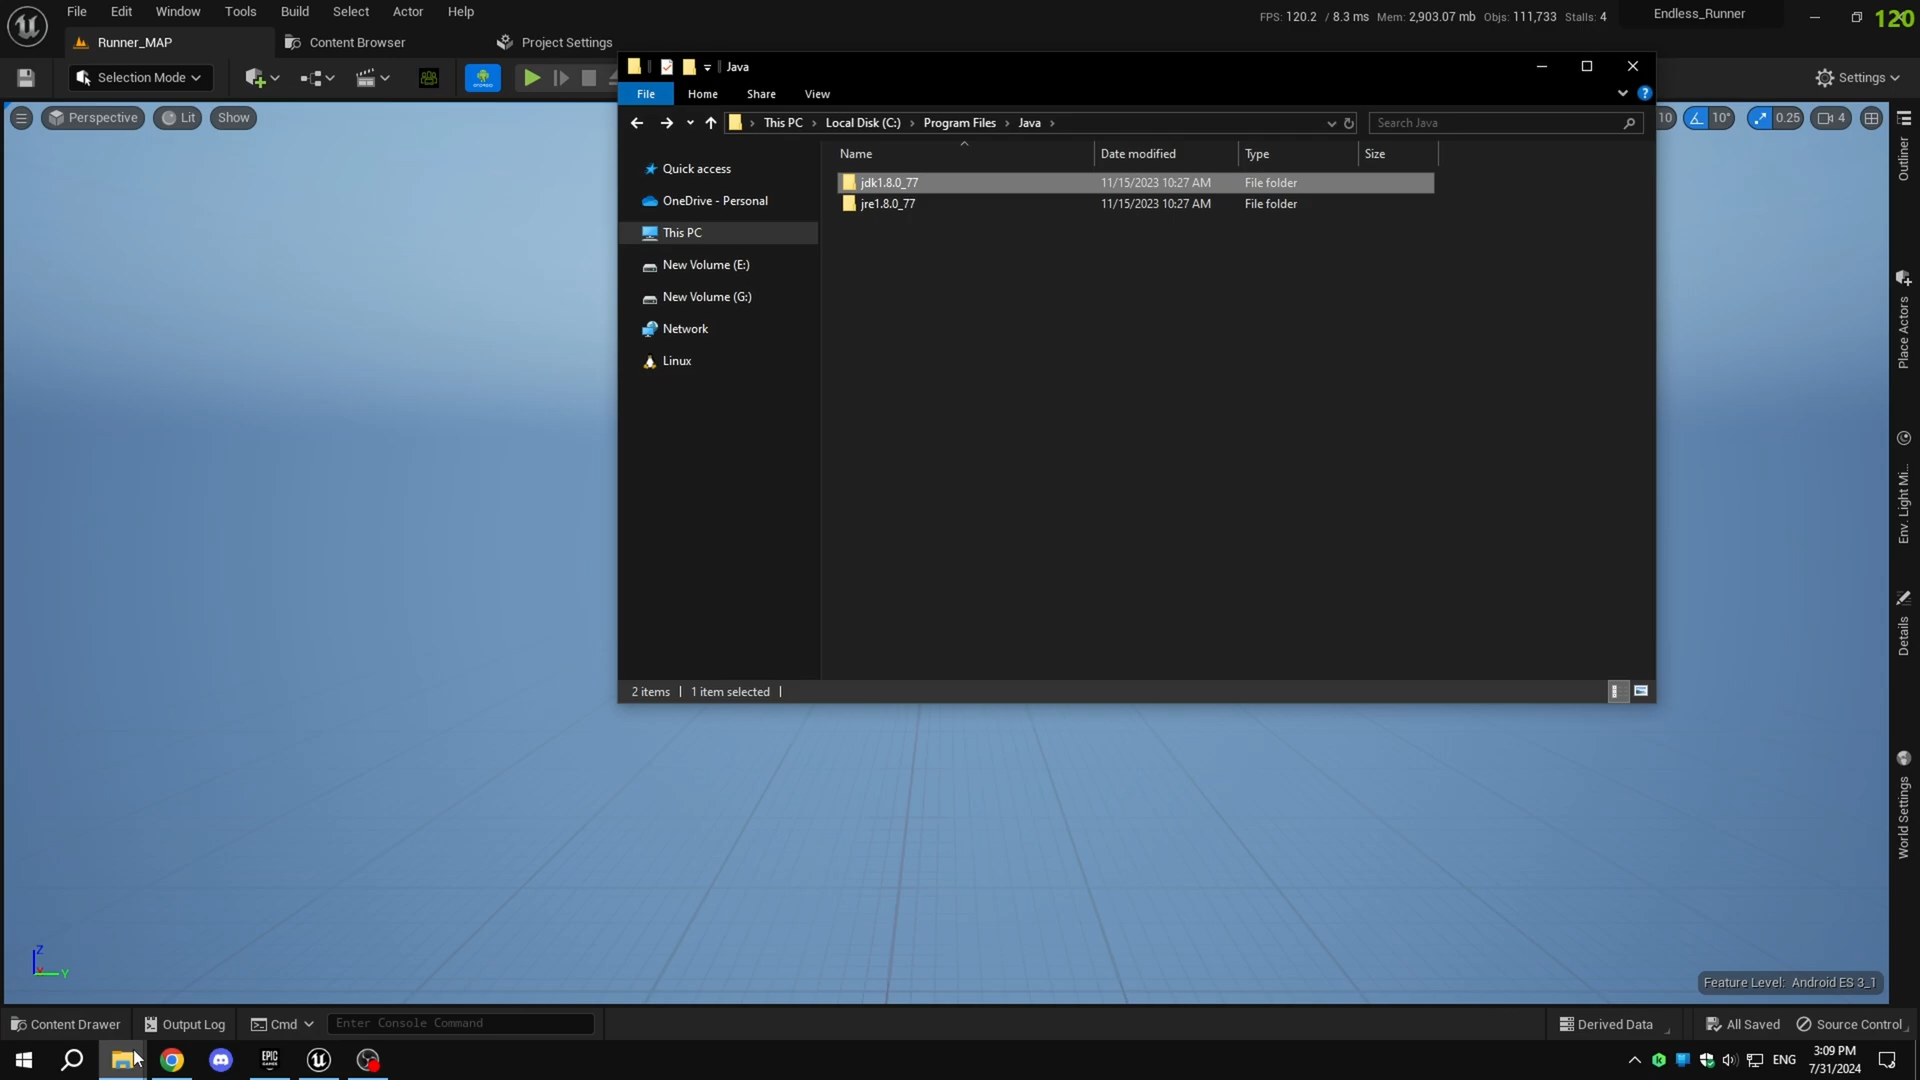 File Edit Window Tools Build Select Actor Help
FPS: 120.2 / 8.3 ms Mem: 2,903.07 mb Objs: 111,733 Stalls: 4
Endless_Runner
120
Runner_MAP
Content Browser
Project Settings
Selection Mode
Settings
Perspective
Lit
Show
10
10°
0.25
4
Java
File Home Share View
This PC > Local Disk (C:) > Program Files > Java >
Search Java
Name Date modified Type Size
jdk1.8.0_77 11/15/2023 10:27 AM File folder
jre1.8.0_77 11/15/2023 10:27 AM File folder
Quick access
OneDrive - Personal
This PC
New Volume (E:)
New Volume (G:)
Network
Linux
2 items | 1 item selected |
Outliner
Place Actors
Env. Light Mi...
Details
World Settings
Z
Y
Feature Level: Android ES 3_1
Content Drawer
Output Log
Cmd
Enter Console Command
Derived Data
All Saved
Source Control
EPIC GAMES
ENG
3:09 PM
7/31/2024